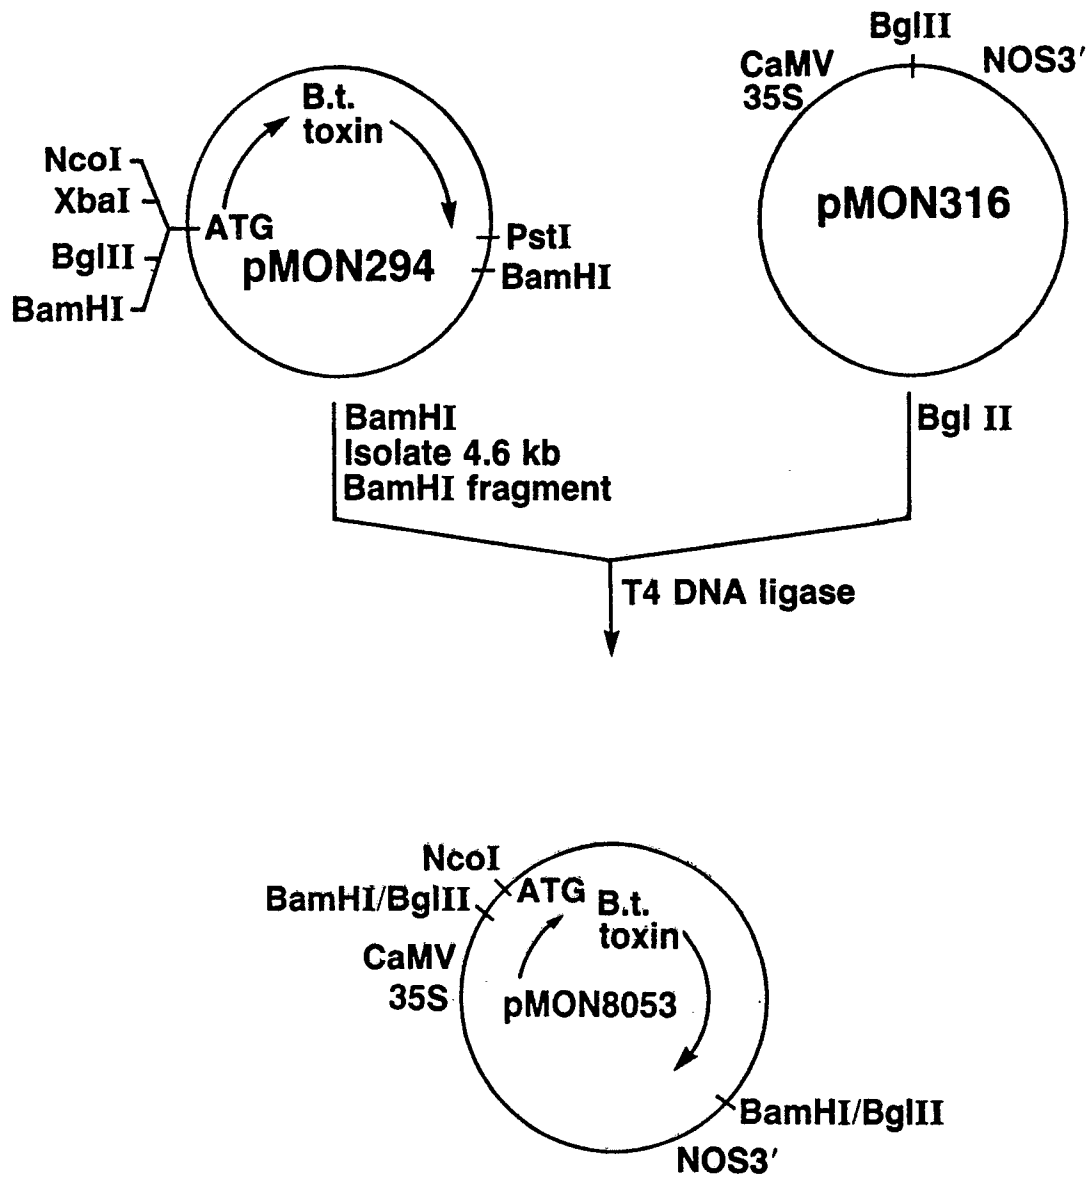 B.t.
toxin
NcoI
XbaI
ATG
BglII
BamHI
pMON294
PstI
BamHI
BglII
CaMV
35S
NOS3′
pMON316
BamHI
Isolate 4.6 kb
BamHI fragment
Bgl II
T4 DNA ligase
NcoI
BamHI/BglII
ATG
B.t.
toxin
CaMV
35S
pMON8053
BamHI/BglII
NOS3′